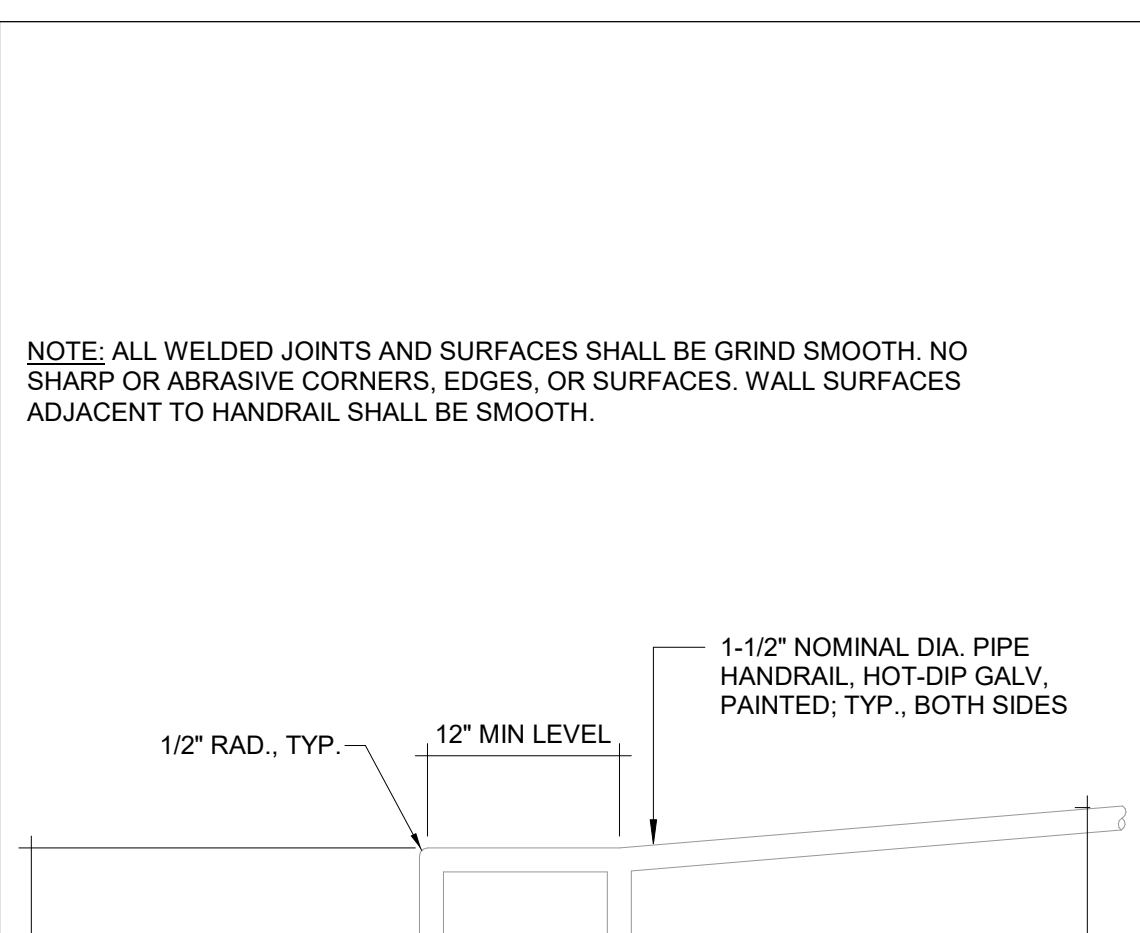 NOTE: ALL WELDED JOINTS AND SURFACES SHALL BE GRIND SMOOTH. NO
SHARP OR ABRASIVE CORNERS, EDGES, OR SURFACES. WALL SURFACES
ADJACENT TO HANDRAIL SHALL BE SMOOTH.
1-1/2" NOMINAL DIA. PIPE
HANDRAIL, HOT-DIP GALV,
PAINTED; TYP., BOTH SIDES
12" MIN LEVEL
1/2" RAD., TYP.